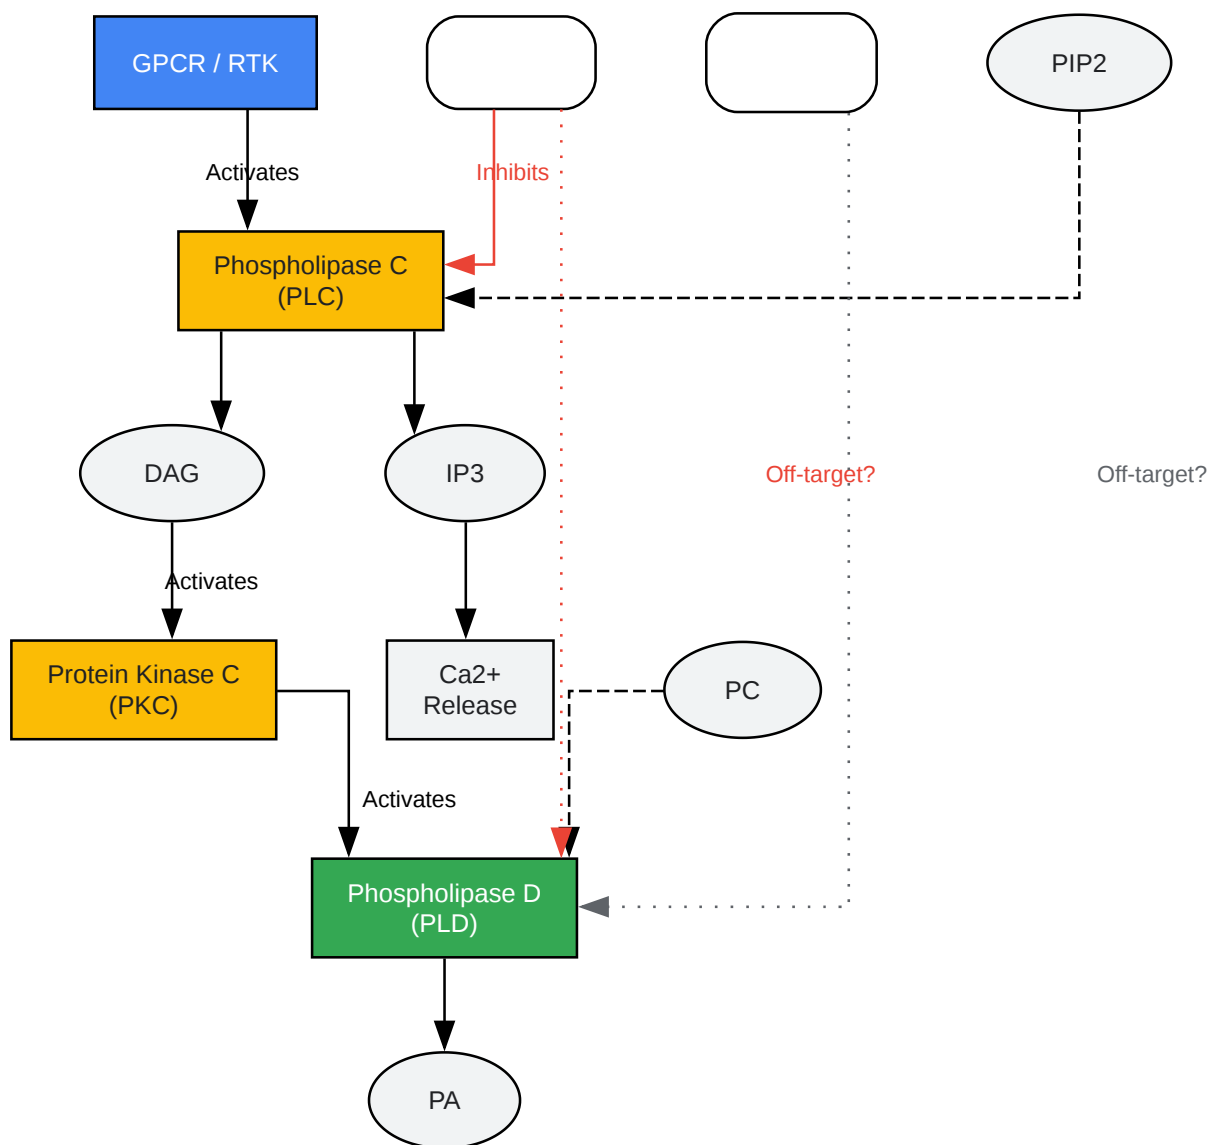 GPCR / RTK
PIP2
Activates
Inhibits
Phospholipase C
(PLC)
DAG
IP3
Off-target?
Off-target?
Activates
Protein Kinase C
(PKC)
Ca2+
Release
PC
Activates
Phospholipase D
(PLD)
PA